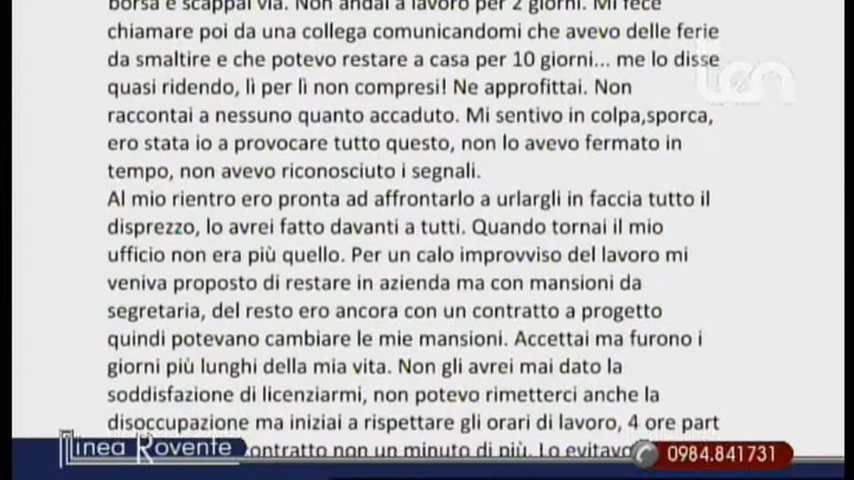 borsa e scappai via. Non andai a lavoro per 2 giorni. Mi fece
chiamare poi da una collega comunicandomi che avevo delle ferie
da smaltire e che potevo restare a casa per 10 giorni... me lo disse
quasi ridendo, lì per lì non compresi! Ne approfittai. Non
raccontai a nessuno quanto accaduto. Mi sentivo in colpa,sporca,
ero stata io a provocare tutto questo, non lo avevo fermato in
tempo, non avevo riconosciuto i segnali.
Al mio rientro ero pronta ad affrontarlo a urlargli in faccia tutto il
disprezzo, lo avrei fatto davanti a tutti. Quando tornai il mio
ufficio non era più quello. Per un calo improvviso del lavoro mi
veniva proposto di restare in azienda ma con mansioni da
segretaria, del resto ero ancora con un contratto a progetto
quindi potevano cambiare le mie mansioni. Accettai ma furono i
giorni più lunghi della mia vita. Non gli avrei mai dato la
soddisfazione di licenziarmi, non potevo rimetterci anche la
disoccupazione ma iniziai a rispettare gli orari di lavoro, 4 ore part
contratto non un minuto di più. Lo evitavo
ten
Linea Rovente
0984.841731